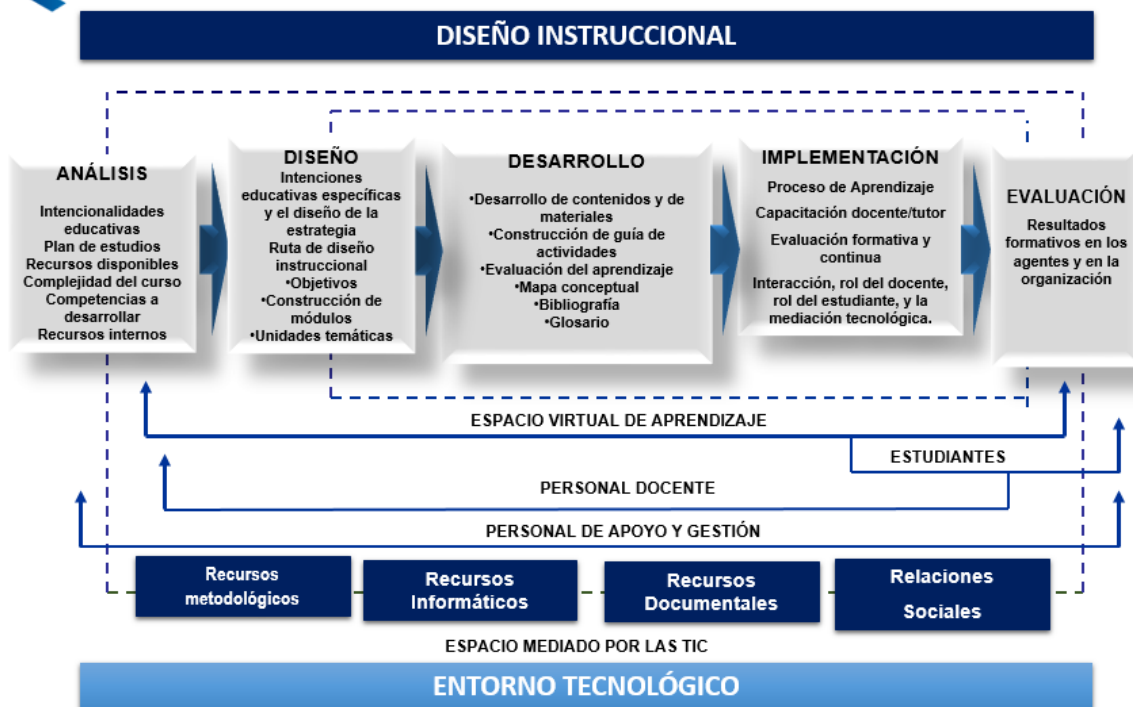 DISEÑO INSTRUCCIONAL
ANÁLISIS
Intencionalidades
educativas
Plan de estudios
Recursos disponibles
Complejidad del curso
Competencias a
desarrollar
Recursos internos
DISEÑO
Intenciones
educativas específicas
y el diseño de la
estrategia
Ruta de diseño
instruccional
•Objetivos
•Construcción de
módulos
•Unidades temáticas
DESARROLLO
•Desarrollo de contenidos y de
materiales
•Construcción de guía de
actividades
•Evaluación del aprendizaje
•Mapa conceptual
•Bibliografía
•Glosario
IMPLEMENTACIÓN
Proceso de Aprendizaje
Capacitación docente/tutor
Evaluación formativa y
continua
Interacción, rol del docente,
rol del estudiante, y la
mediación tecnológica.
EVALUACIÓN
Resultados
formativos en los
agentes y en la
organización
ESPACIO VIRTUAL DE APRENDIZAJE
ESTUDIANTES
PERSONAL DOCENTE
PERSONAL DE APOYO Y GESTIÓN
Recursos
metodológicos
Recursos
Informáticos
Recursos
Documentales
Relaciones
Sociales
ESPACIO MEDIADO POR LAS TIC
ENTORNO TECNOLÓGICO